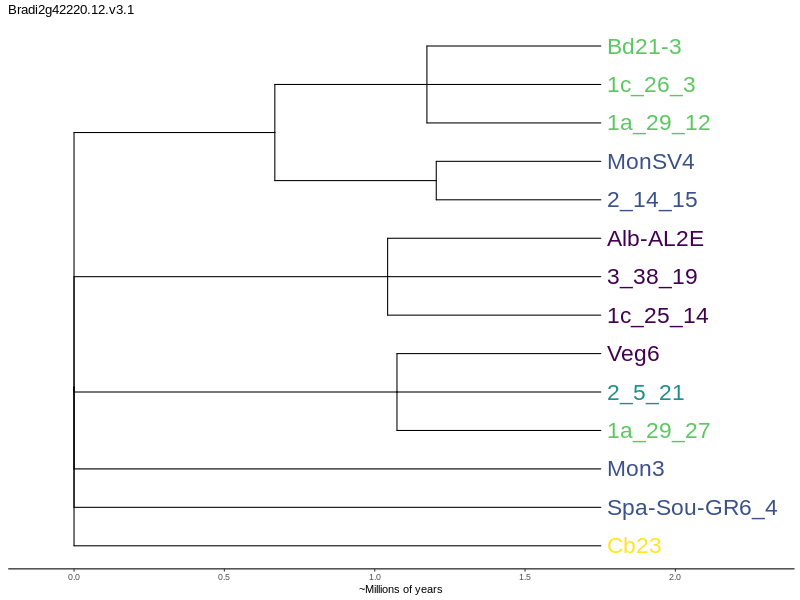 Bradi2g42220.12.v3.1
Bd21-3
1c_26_3
1a_29_12
MonSV4
2_14_15
Alb-AL2E
3_38_19
1c_25_14
Veg6
2_5_21
1a_29_27
Mon3
Spa-Sou-GR6_4
Cb23
0.0 0.5 1.0 1.5 2.0
~Millions of years